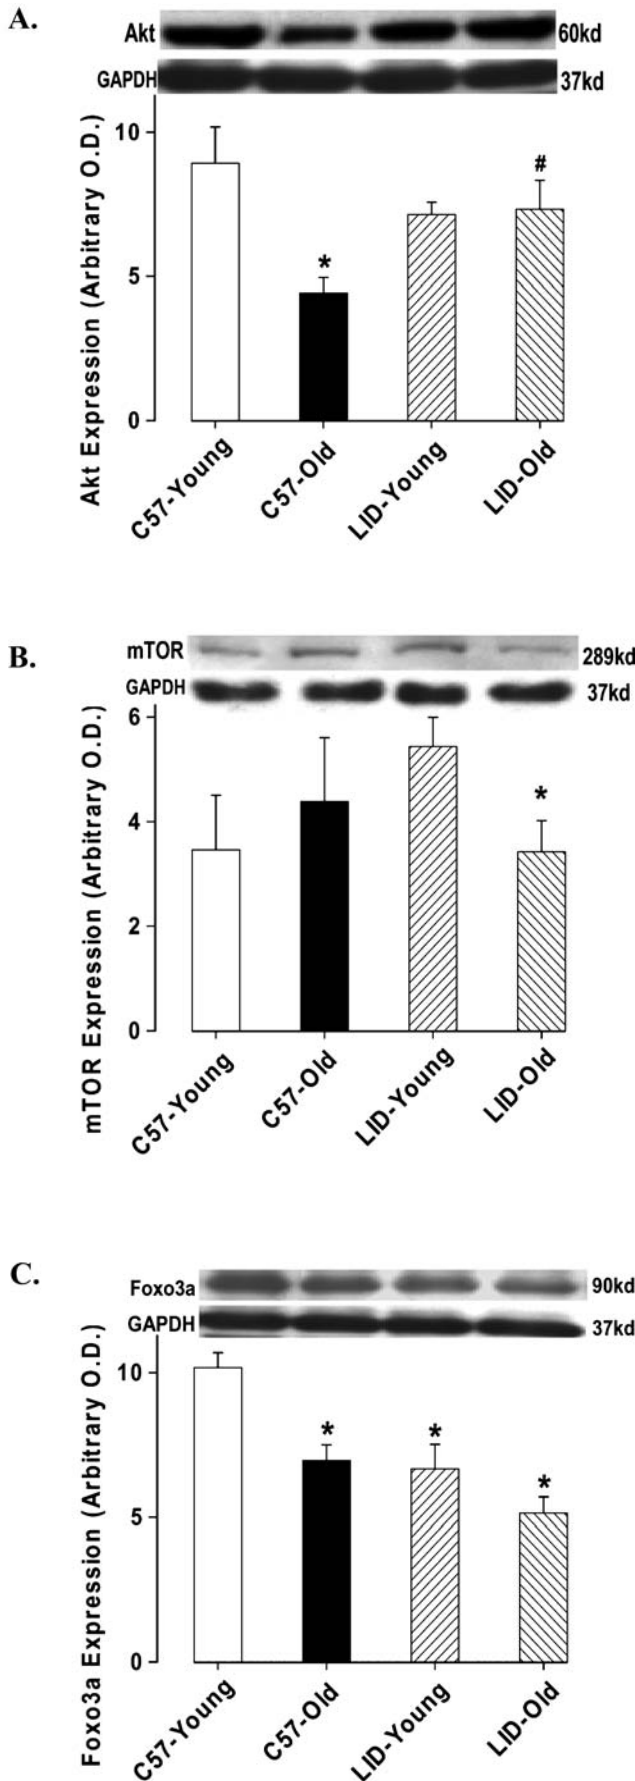 A.
Akt 60kd
GAPDH 37kd
Akt Expression (Arbitrary O.D.)
10
5
0
*
#
C57-Young
C57-Old
LID-Young
LID-Old
B.
mTOR 289kd
GAPDH 37kd
mTOR Expression (Arbitrary O.D.)
6
4
2
0
*
C57-Young
C57-Old
LID-Young
LID-Old
C.
Foxo3a 90kd
GAPDH 37kd
Foxo3a Expression (Arbitrary O.D.)
10
5
0
*
*
*
C57-Young
C57-Old
LID-Young
LID-Old